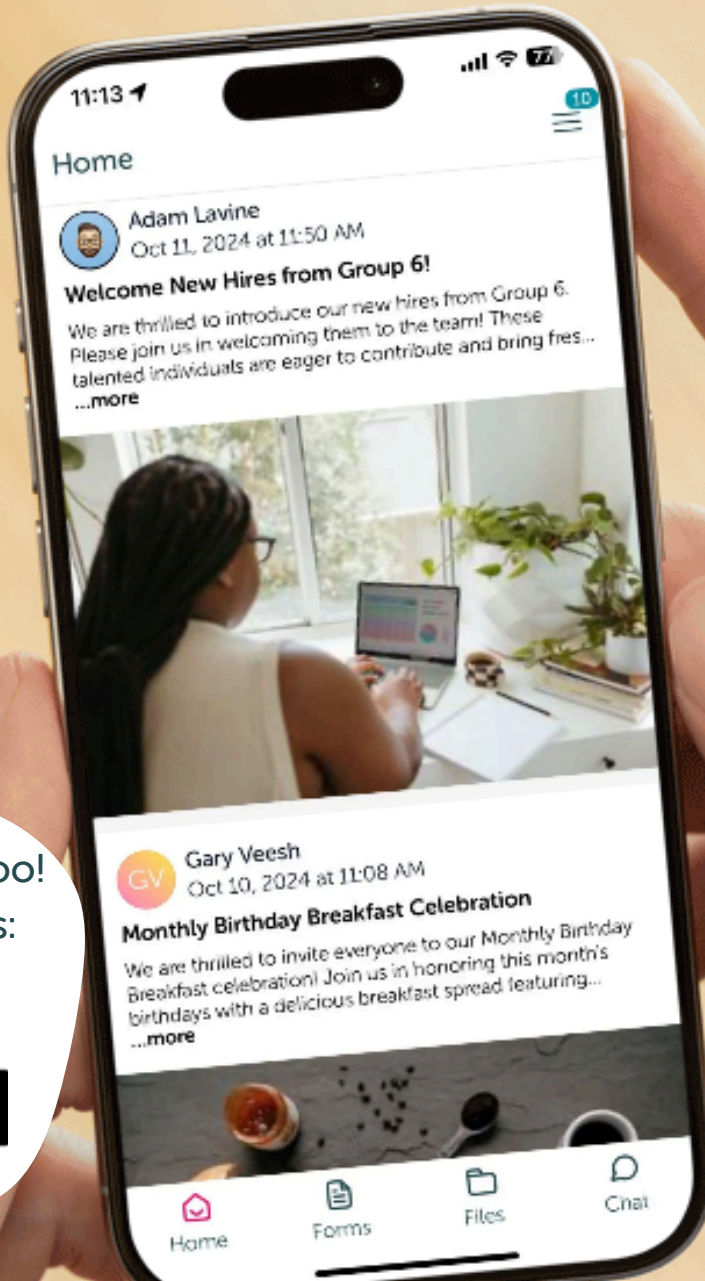 11:13
77
10
Home
Adam Lavine
Oct 11, 2024 at 11:50 AM
Welcome New Hires from Group 6!
We are thrilled to introduce our new hires from Group 6.
Please join us in welcoming them to the team! These
talented individuals are eager to contribute and bring fres...
...more
GV
Gary Veesh
Oct 10, 2024 at 11:08 AM
Monthly Birthday Breakfast Celebration
We are thrilled to invite everyone to our Monthly Birthday
Breakfast celebration! Join us in honoring this month's
birthdays with a delicious breakfast spread featuring...
...more
Home
Forms
Files
Chat